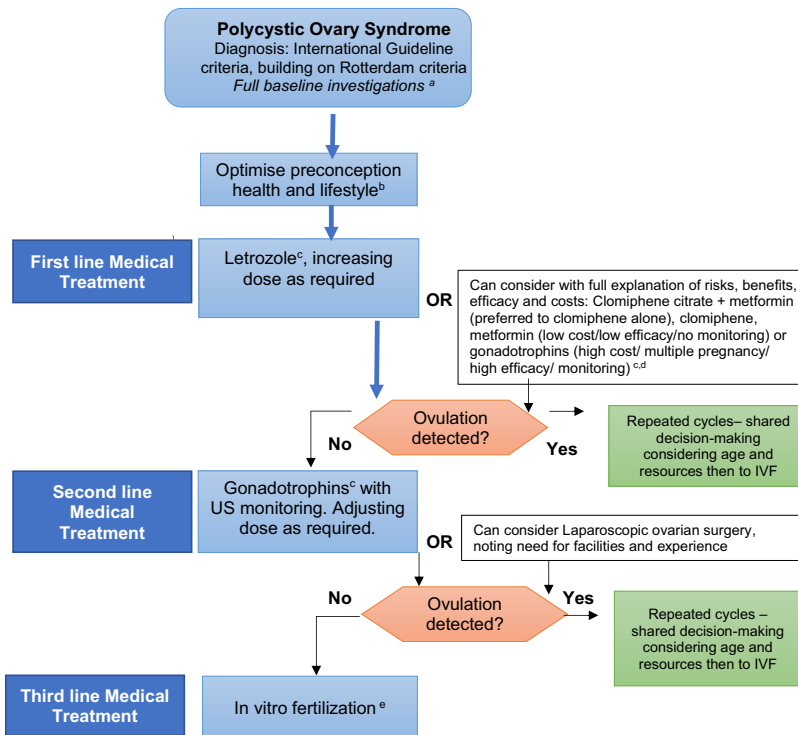 Polycystic Ovary Syndrome
Diagnosis: International Guideline
criteria, building on Rotterdam criteria
Full baseline investigations a
Optimise preconception
health and lifestyleb
First line Medical
Treatment
Letrozolec, increasing
dose as required
OR
Can consider with full explanation of risks, benefits,
efficacy and costs: Clomiphene citrate + metformin
(preferred to clomiphene alone), clomiphene,
metformin (low cost/low efficacy/no monitoring) or
gonadotrophins (high cost/ multiple pregnancy/
high efficacy/ monitoring) c,d
Ovulation
detected?
No
Yes
Repeated cycles– shared
decision-making
considering age and
resources then to IVF
Second line
Medical
Treatment
Gonadotrophinsc with
US monitoring. Adjusting
dose as required.
OR
Can consider Laparoscopic ovarian surgery,
noting need for facilities and experience
No
Ovulation
detected?
Yes
Repeated cycles –
shared decision-making
considering age and
resources then to IVF
Third line Medical
Treatment
In vitro fertilization e